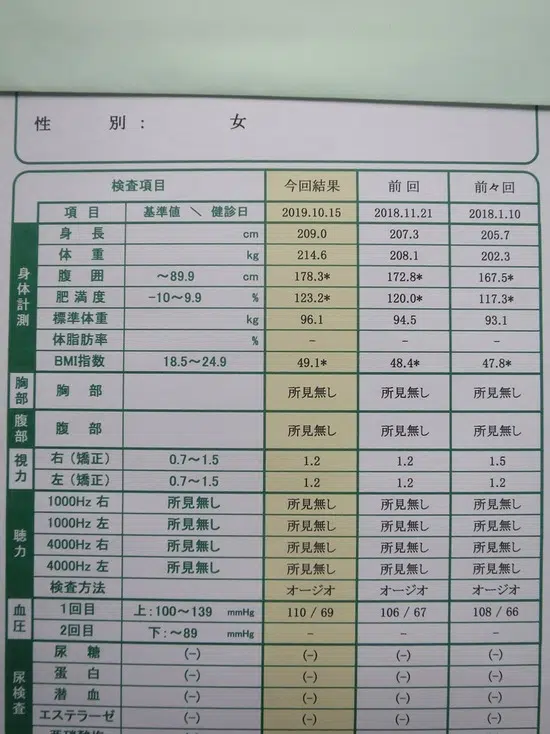 性 別 : 女
検査項目 今回結果 前回 前々回
項目 基準値 ＼ 健診日 2019.10.15 2018.11.21 2018.1.10
身体計測
身長 cm 209.0 207.3 205.7
体重 kg 214.6 208.1 202.3
腹囲 ～89.9 cm 178.3* 172.8* 167.5*
肥満度 -10～9.9 % 123.2* 120.0* 117.3*
標準体重 kg 96.1 94.5 93.1
体脂肪率 % - - -
BMI指数 18.5～24.9 49.1* 48.4* 47.8*
胸部 胸部 所見無し 所見無し 所見無し
腹部 腹部 所見無し 所見無し 所見無し
視力
右（矯正） 0.7～1.5 1.2 1.2 1.5
左（矯正） 0.7～1.5 1.2 1.2 1.2
聴力
1000Hz 右 所見無し 所見無し 所見無し 所見無し
1000Hz 左 所見無し 所見無し 所見無し 所見無し
4000Hz 右 所見無し 所見無し 所見無し 所見無し
4000Hz 左 所見無し 所見無し 所見無し 所見無し
検査方法 オージオ オージオ オージオ
血圧
1回目 上:100～139 mmHg 110 / 69 106 / 67 108 / 66
2回目 下:～89 mmHg - - -
尿検査
尿糖 (-) (-) (-) (-)
蛋白 (-) (-) (-) (-)
潜血 (-) (-) (-) (-)
エステラーゼ (-) (-) (-) (-)